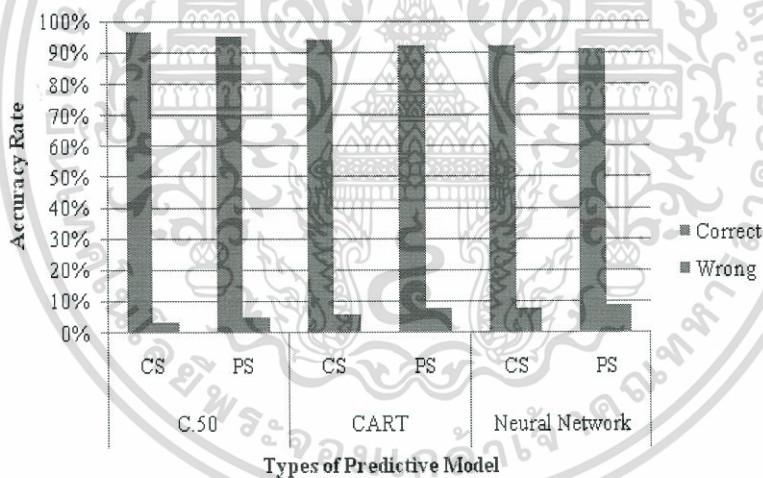 100%
90%
80%
70%
60%
50%
40%
30%
20%
10%
0%
Accuracy Rate
CS PS CS PS CS PS
C.50 CART Neural Network
Types of Predictive Model
Correct
Wrong